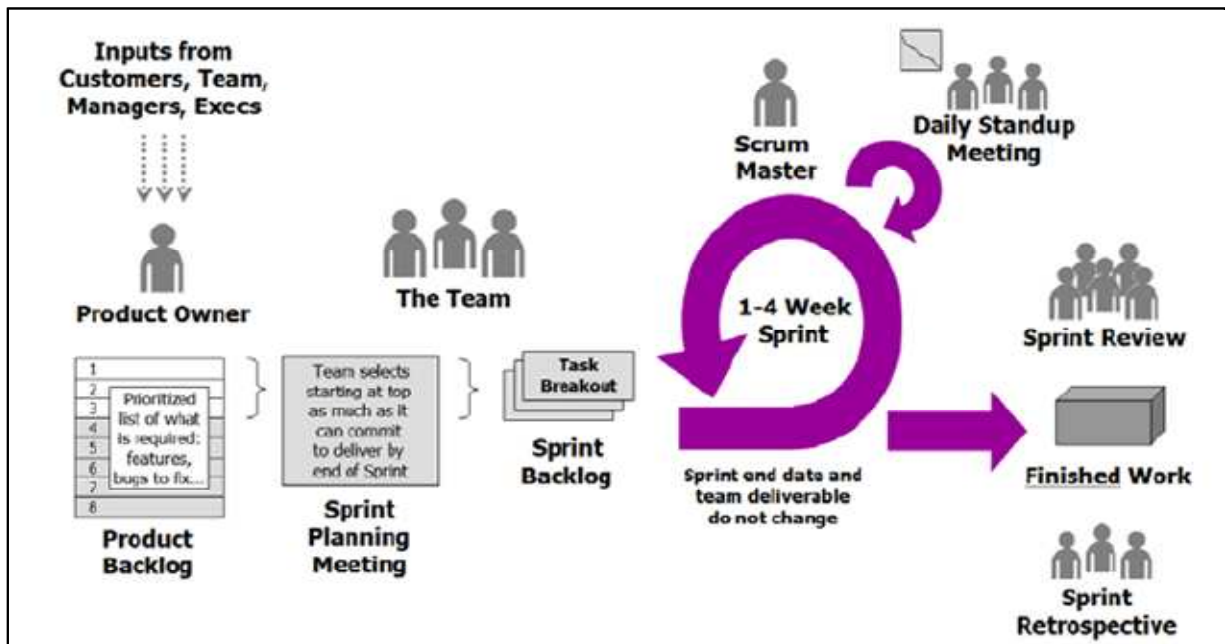 Inputs from
Customers, Team,
Managers, Execs
Product Owner
The Team
Scrum
Master
Daily Standup
Meeting
1
2
3
4
5
6
7
8
Prioritized
list of what
is required:
features,
bugs to fix...
Product
Backlog
Team selects
starting at top
as much as it
can commit
to deliver by
end of Sprint
Sprint
Planning
Meeting
Task
Breakout
Sprint
Backlog
1-4 Week
Sprint
Sprint end date and
team deliverable
do not change
Sprint Review
Finished Work
Sprint
Retrospective